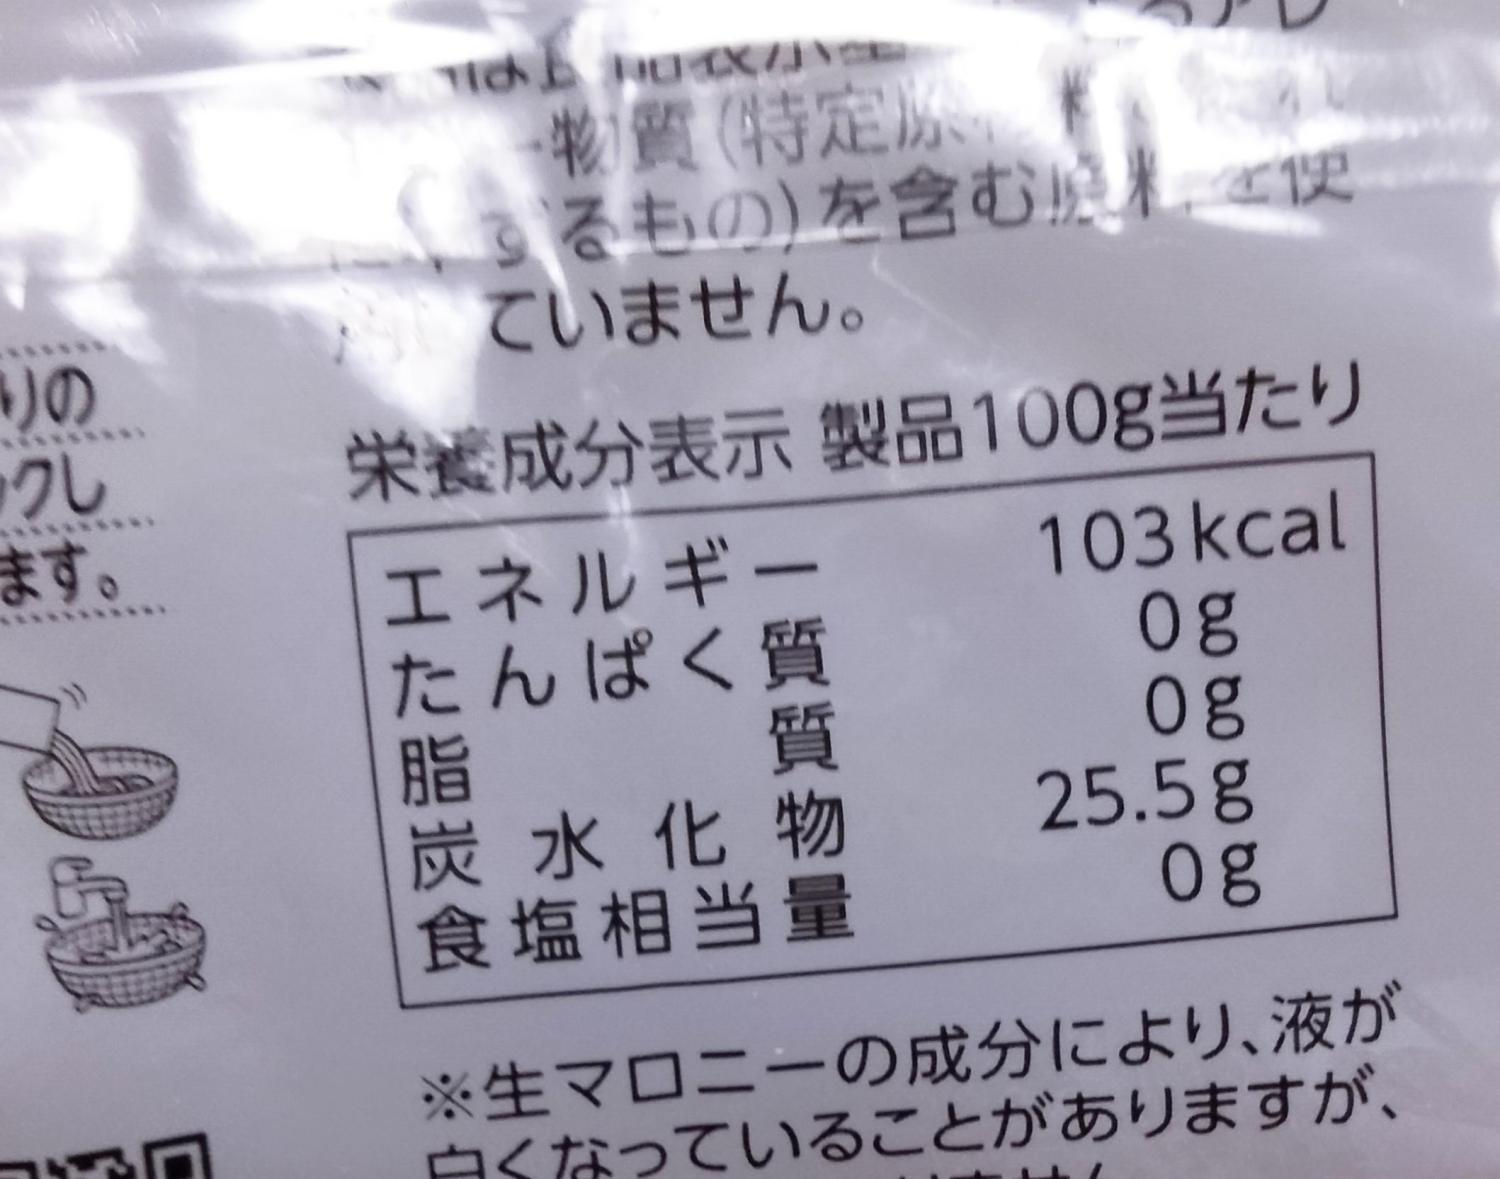 物質(特定原
するもの)を含む原料を使
ていません。
りの
クし
ます。
栄養成分表示 製品100g当たり
エネルギー 103kcal
たんぱく質 0g
脂質 0g
炭水化物 25.5g
食塩相当量 0g
※生マロニーの成分により、液が
白くなっていることがありますが、